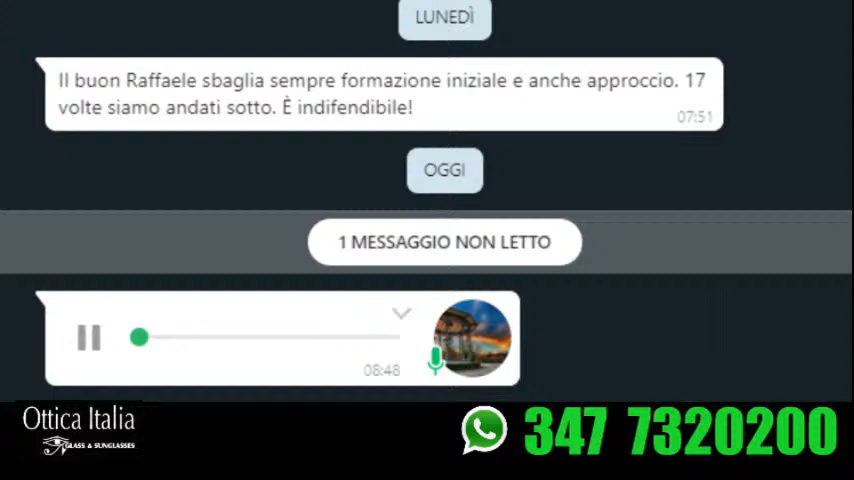 LUNEDÌ
Il buon Raffaele sbaglia sempre formazione iniziale e anche approccio. 17
volte siamo andati sotto. È indifendibile!
07:51
OGGI
1 MESSAGGIO NON LETTO
08:48
Ottica Italia
GLASS & SUNGLASSES
347 7320200